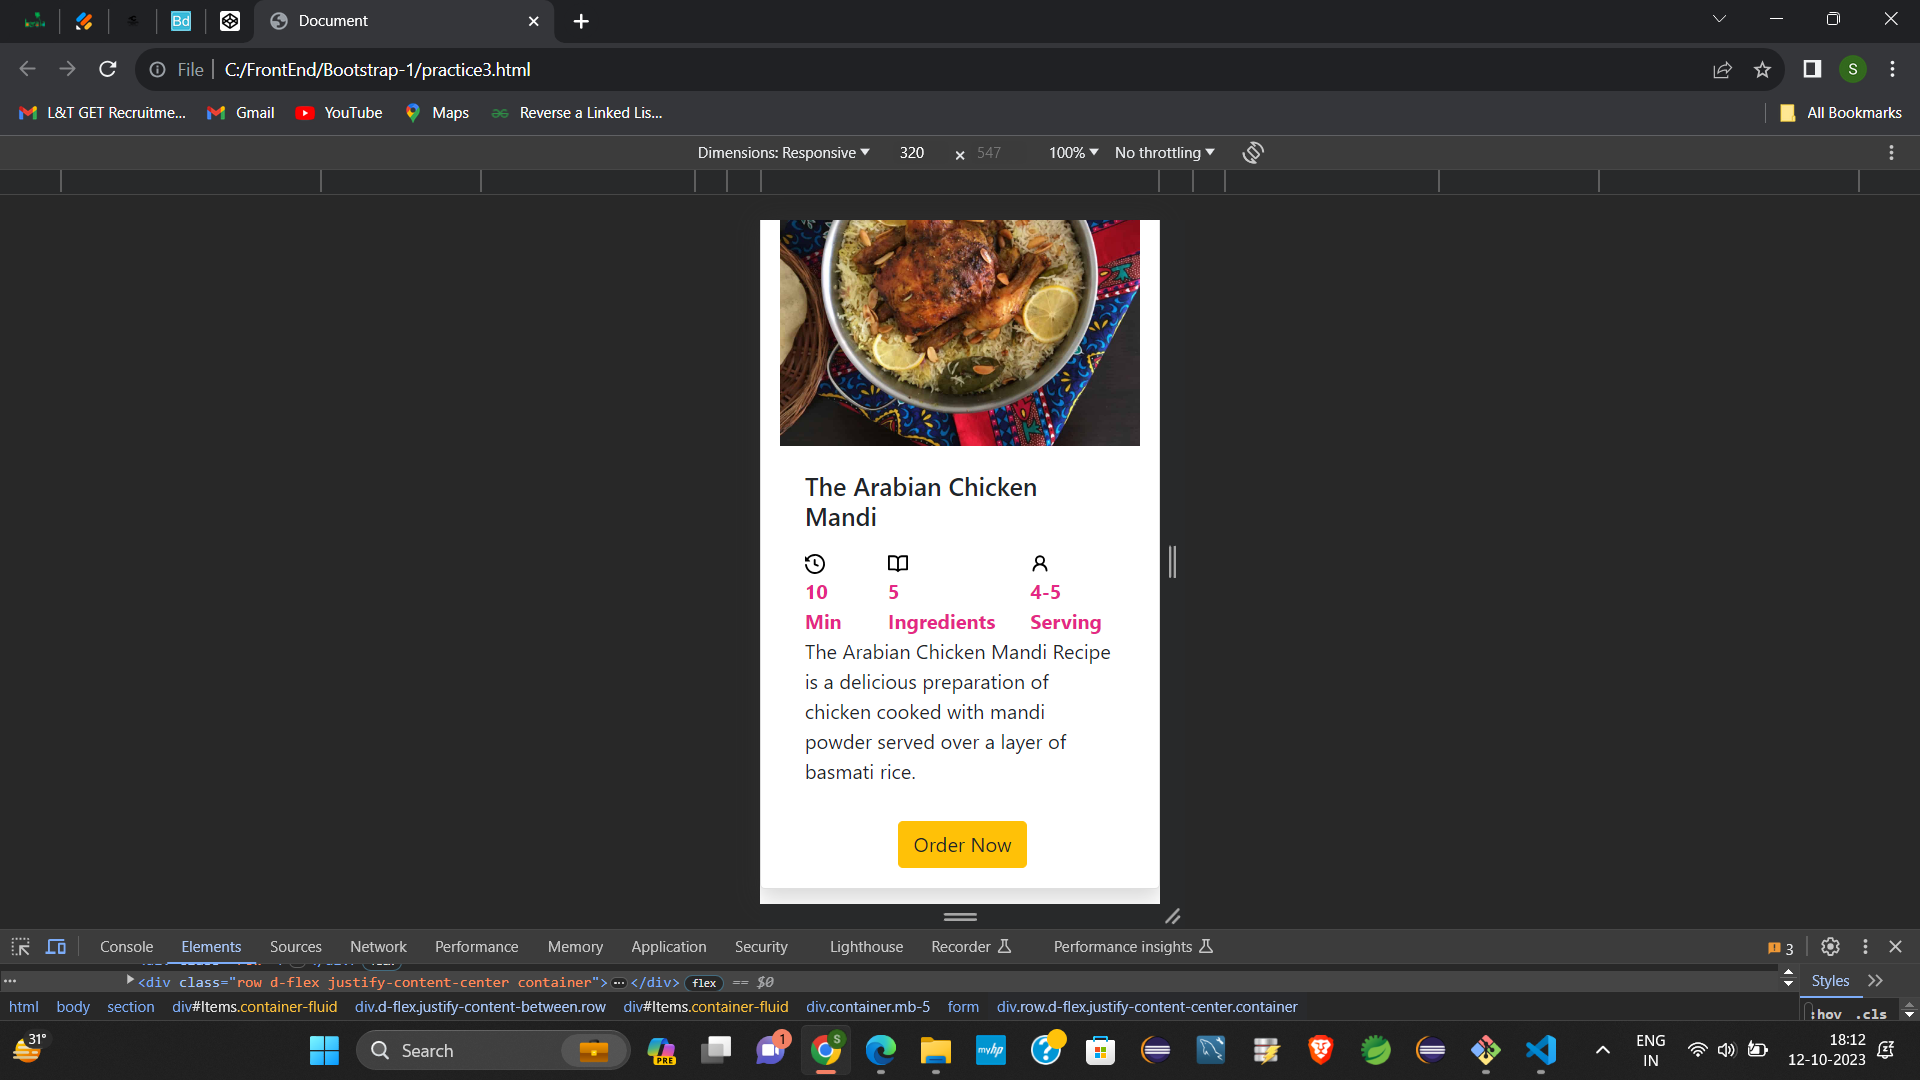 Bd
Document
File
C:/FrontEnd/Bootstrap-1/practice3.html
S
L&T GET Recruitme...
Gmail
YouTube
Maps
Reverse a Linked Lis...
All Bookmarks
Dimensions: Responsive
320
×
547
100%
No throttling
The Arabian Chicken
Mandi
10
Min
5
Ingredients
4-5
Serving
The Arabian Chicken Mandi Recipe
is a delicious preparation of
chicken cooked with mandi
powder served over a layer of
basmati rice.
Order Now
Console
Elements
Sources
Network
Performance
Memory
Application
Security
Lighthouse
Recorder
Performance insights
3
<div class="row d-flex justify-content-center container">
</div>
flex
== $0
Styles
html
body
section
div#Items.container-fluid
div.d-flex.justify-content-between.row
div#Items.container-fluid
div.container.mb-5
form
div.row.d-flex.justify-content-center.container
:hov
.cls
31°
Search
PRE
1
S
myhp
ENG
IN
18:12
12-10-2023